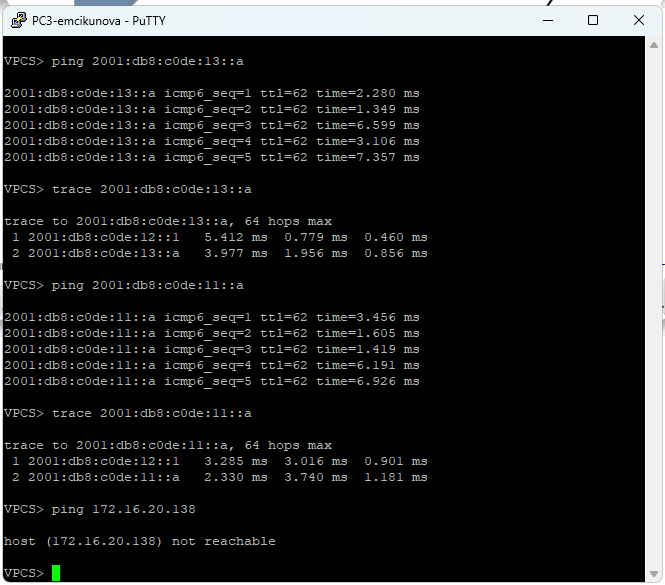 PC3-emcikunova - PuTTY
VPCS> ping 2001:db8:c0de:13::a
2001:db8:c0de:13::a icmp6_seq=1 ttl=62 time=2.280 ms
2001:db8:c0de:13::a icmp6_seq=2 ttl=62 time=1.349 ms
2001:db8:c0de:13::a icmp6_seq=3 ttl=62 time=6.599 ms
2001:db8:c0de:13::a icmp6_seq=4 ttl=62 time=3.106 ms
2001:db8:c0de:13::a icmp6_seq=5 ttl=62 time=7.357 ms
VPCS> trace 2001:db8:c0de:13::a
trace to 2001:db8:c0de:13::a, 64 hops max
1 2001:db8:c0de:12::1 5.412 ms 0.779 ms 0.460 ms
2 2001:db8:c0de:13::a 3.977 ms 1.956 ms 0.856 ms
VPCS> ping 2001:db8:c0de:11::a
2001:db8:c0de:11::a icmp6_seq=1 ttl=62 time=3.456 ms
2001:db8:c0de:11::a icmp6_seq=2 ttl=62 time=1.605 ms
2001:db8:c0de:11::a icmp6_seq=3 ttl=62 time=1.419 ms
2001:db8:c0de:11::a icmp6_seq=4 ttl=62 time=6.191 ms
2001:db8:c0de:11::a icmp6_seq=5 ttl=62 time=6.926 ms
VPCS> trace 2001:db8:c0de:11::a
trace to 2001:db8:c0de:11::a, 64 hops max
1 2001:db8:c0de:12::1 3.285 ms 3.016 ms 0.901 ms
2 2001:db8:c0de:11::a 2.330 ms 3.740 ms 1.181 ms
VPCS> ping 172.16.20.138
host (172.16.20.138) not reachable
VPCS>